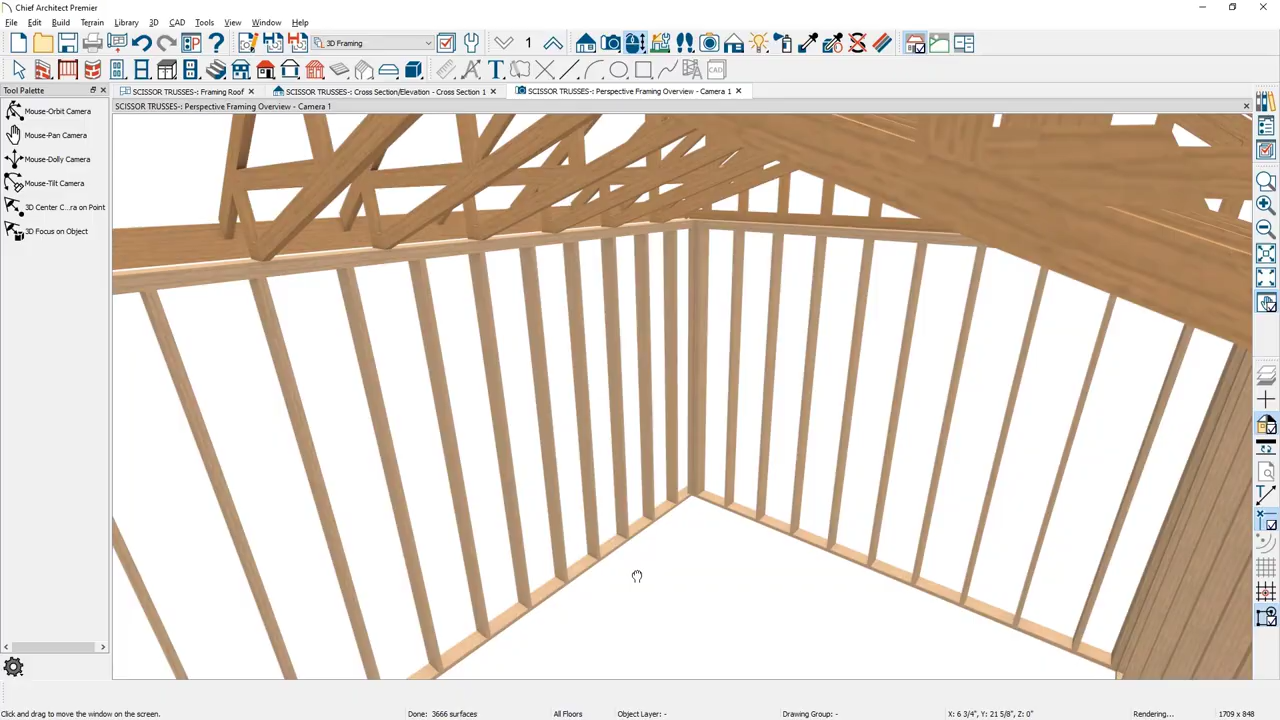 Chief Architect Premier
File Edit Build Terrain Library 3D CAD Tools View Window Help
3D Framing
1
CAD
Tool Palette
SCISSOR TRUSSES-: Framing Roof
SCISSOR TRUSSES-: Cross Section/Elevation - Cross Section 1
SCISSOR TRUSSES-: Perspective Framing Overview - Camera 1
SCISSOR TRUSSES-: Perspective Framing Overview - Camera 1
Mouse-Orbit Camera
Mouse-Pan Camera
Mouse-Dolly Camera
Mouse-Tilt Camera
3D Center C...ra on Point
3D Focus on Object
Click and drag to move the window on the screen.
Done: 3666 surfaces
All Floors
Object Layer: -
Drawing Group: -
X: 6 3/4", Y: 21 5/8", Z: 0"
Rendering...
1709 x 848